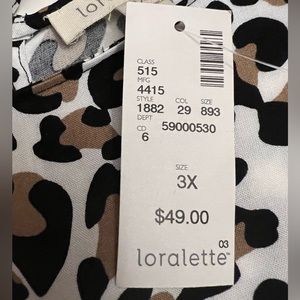 loralette
CLASS
515
MFG
4415
STYLE COL SIZE
1882 29 893
DEPT
59000530
CD
6
SIZE
3X
$49.00
03
loralette™